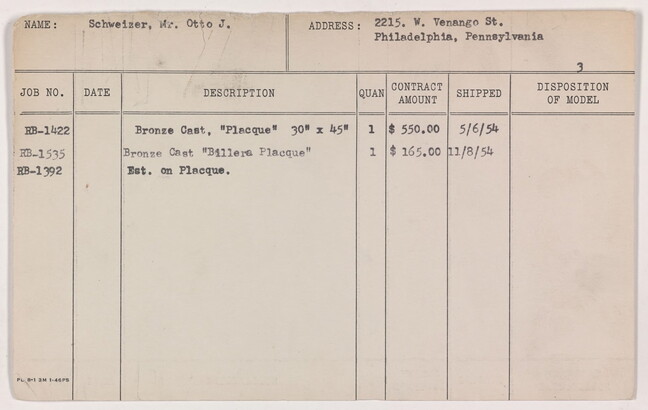 NAME: Schweizer, Mr. Otto J. ADDRESS: 2215. W. Venango St.
Philadelphia, Pennsylvania
3
JOB NO. DATE DESCRIPTION QUAN CONTRACT AMOUNT SHIPPED DISPOSITION OF MODEL
RB-1422 Bronze Cast, "Placque" 30" x 45" 1 $ 550.00 5/6/54
RB-1535 Bronze Cast "Billera Placque" 1 $ 165.00 11/8/54
RB-1392 Est. on Placque.